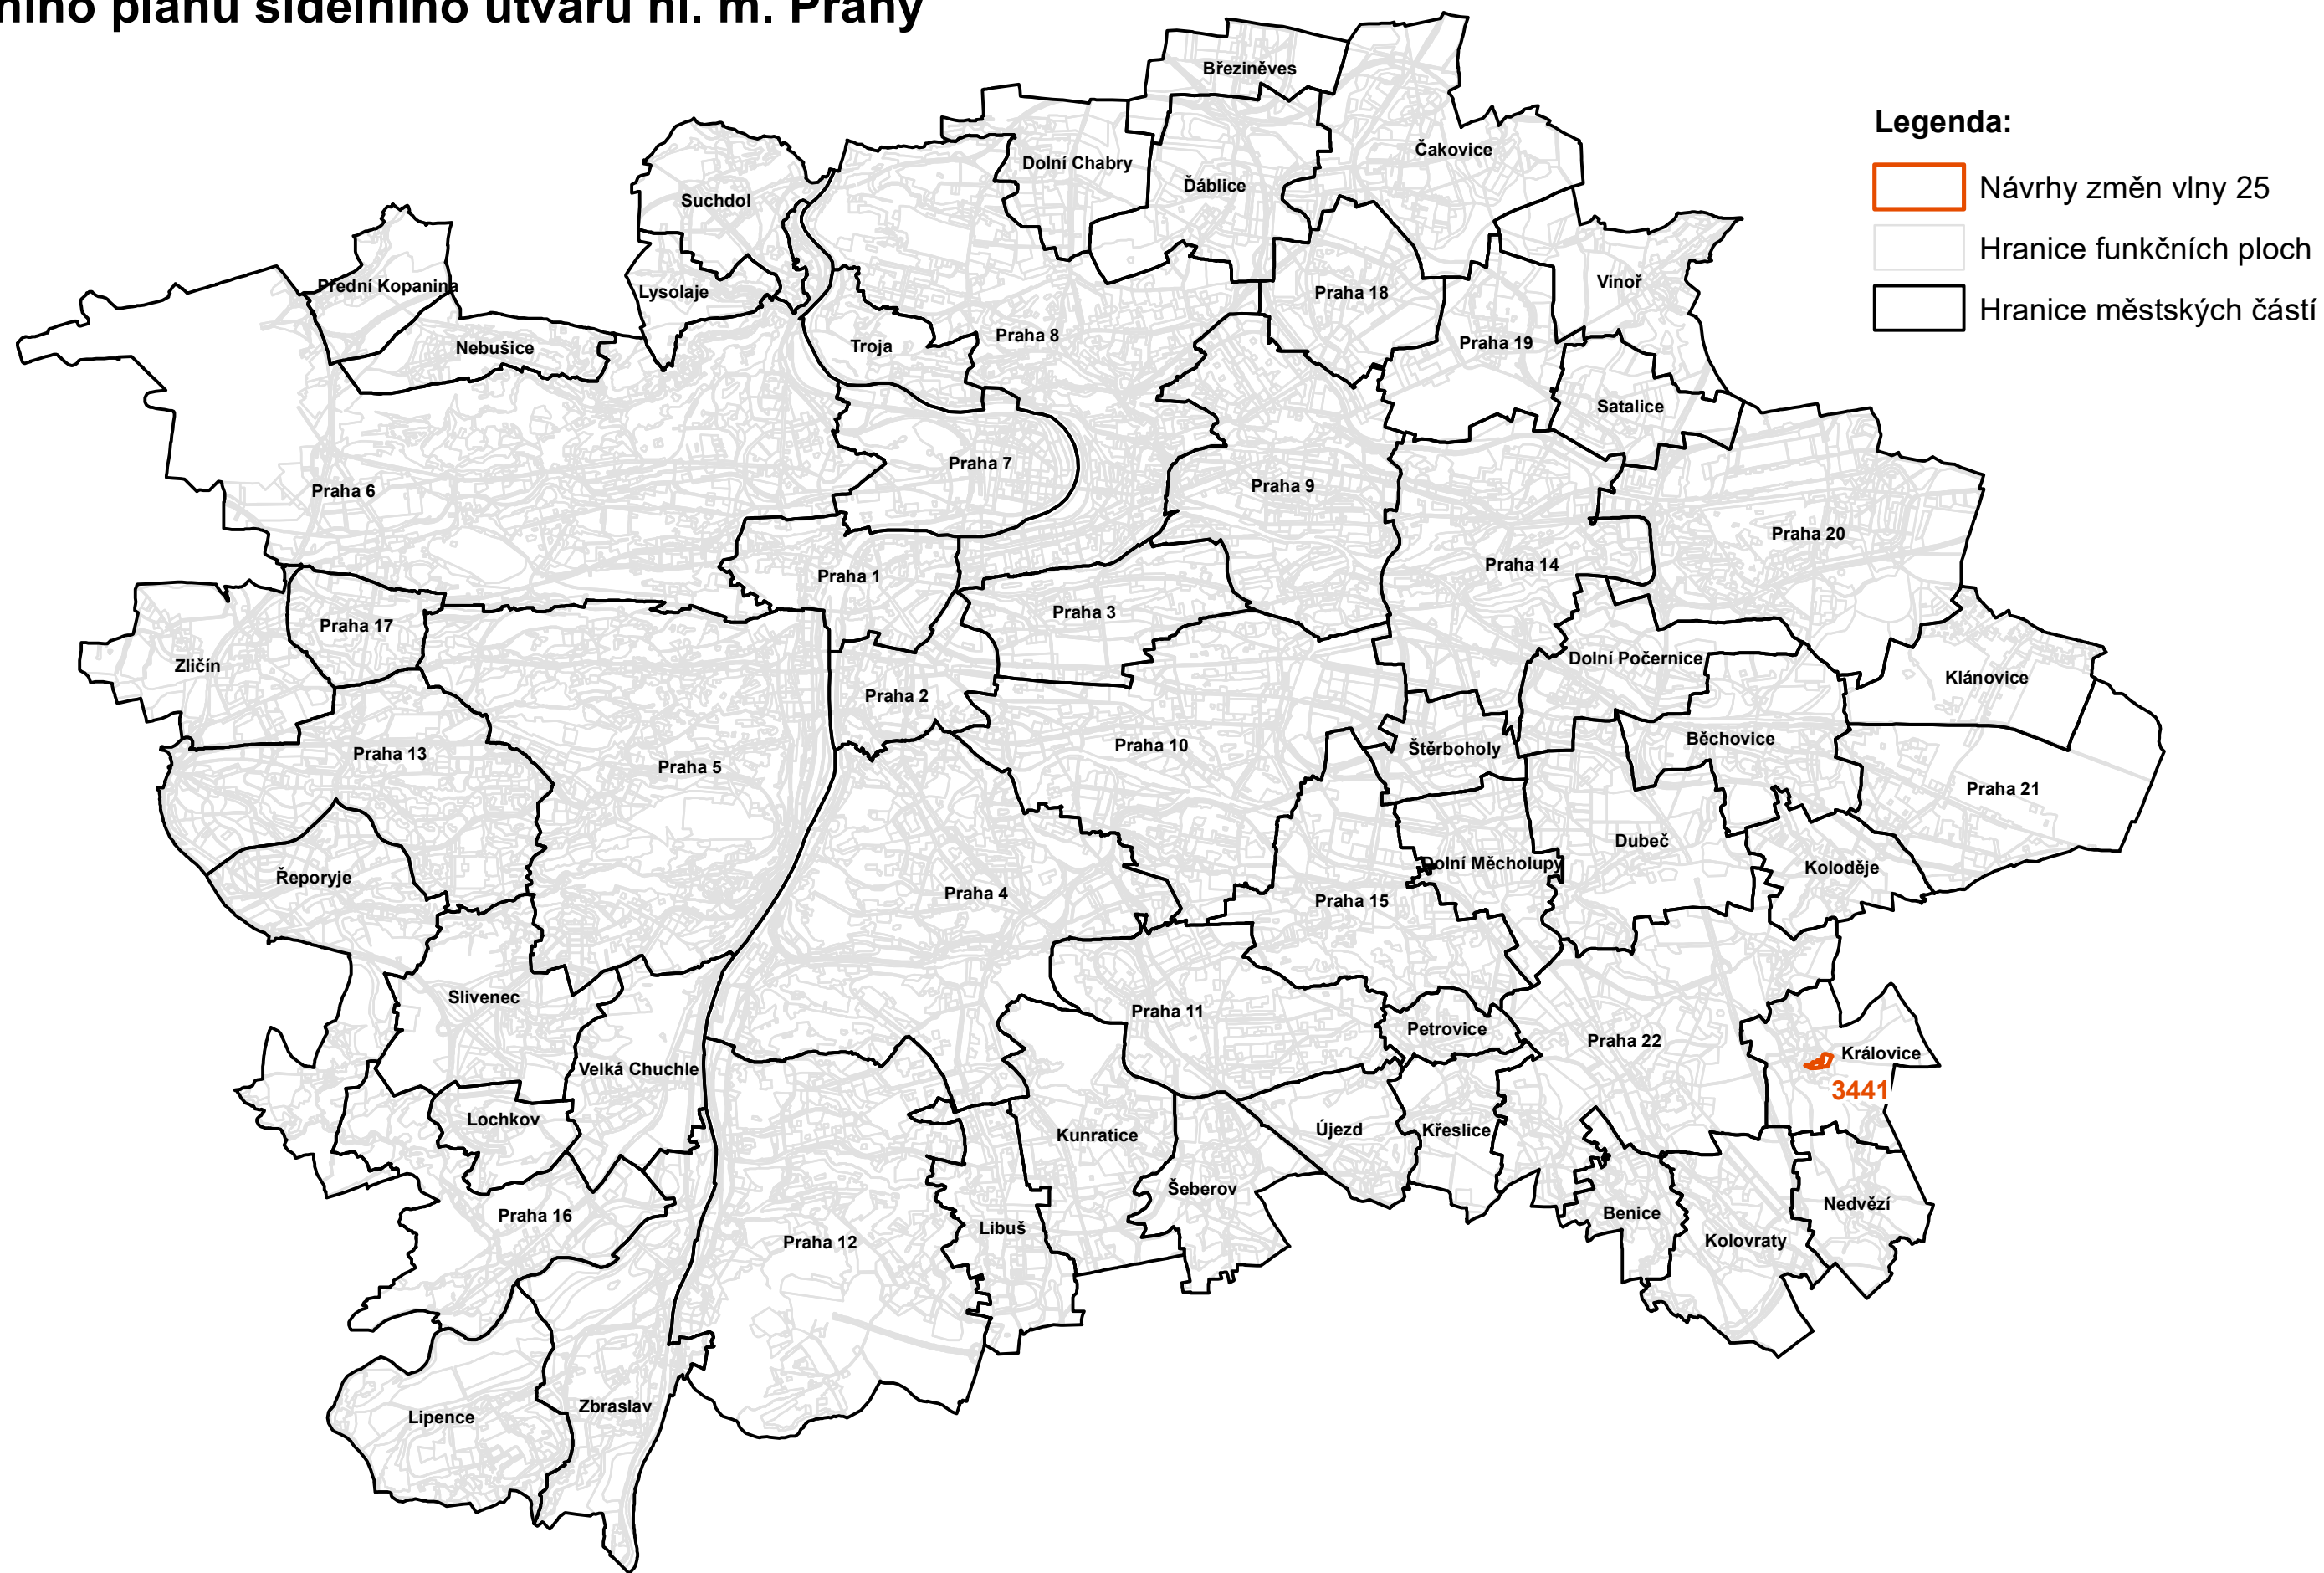 ního plánu sídelního útvaru hl. m. Prahy
Legenda:
Návrhy změn vlny 25
Hranice funkčních ploch
Hranice městských částí
Březiněves
Čakovice
Dolní Chabry
Ďáblice
Suchdol
Přední Kopanina
Lysolaje
Nebušice
Troja
Praha 8
Praha 18
Praha 19
Vinoř
Satalice
Praha 6
Praha 7
Praha 9
Praha 20
Praha 14
Praha 1
Praha 3
Praha 17
Zličín
Dolní Počernice
Klánovice
Praha 2
Praha 13
Praha 5
Praha 10
Štěrboholy
Běchovice
Praha 21
Řeporyje
Praha 4
Praha 15
Dolní Měcholupy
Dubeč
Koloděje
Slivenec
Praha 11
Petrovice
Praha 22
Královice
3441
Velká Chuchle
Lochkov
Kunratice
Újezd
Křeslice
Šeberov
Benice
Nedvězí
Praha 16
Praha 12
Libuš
Kolovraty
Lipence
Zbraslav